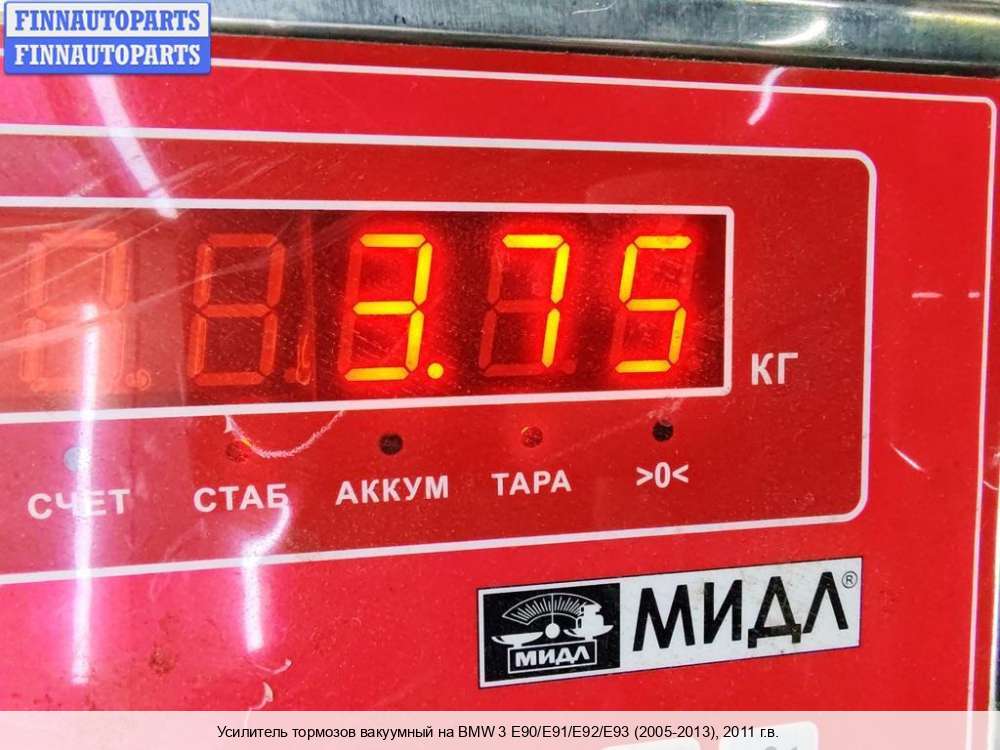 FINNAUTOPARTS
FINNAUTOPARTS
3.75
КГ
СЧЕТ СТАБ АККУМ ТАРА >0<
МИДЛ МИДЛ®
Усилитель тормозов вакуумный на BMW 3 E90/E91/E92/E93 (2005-2013), 2011 г.в.